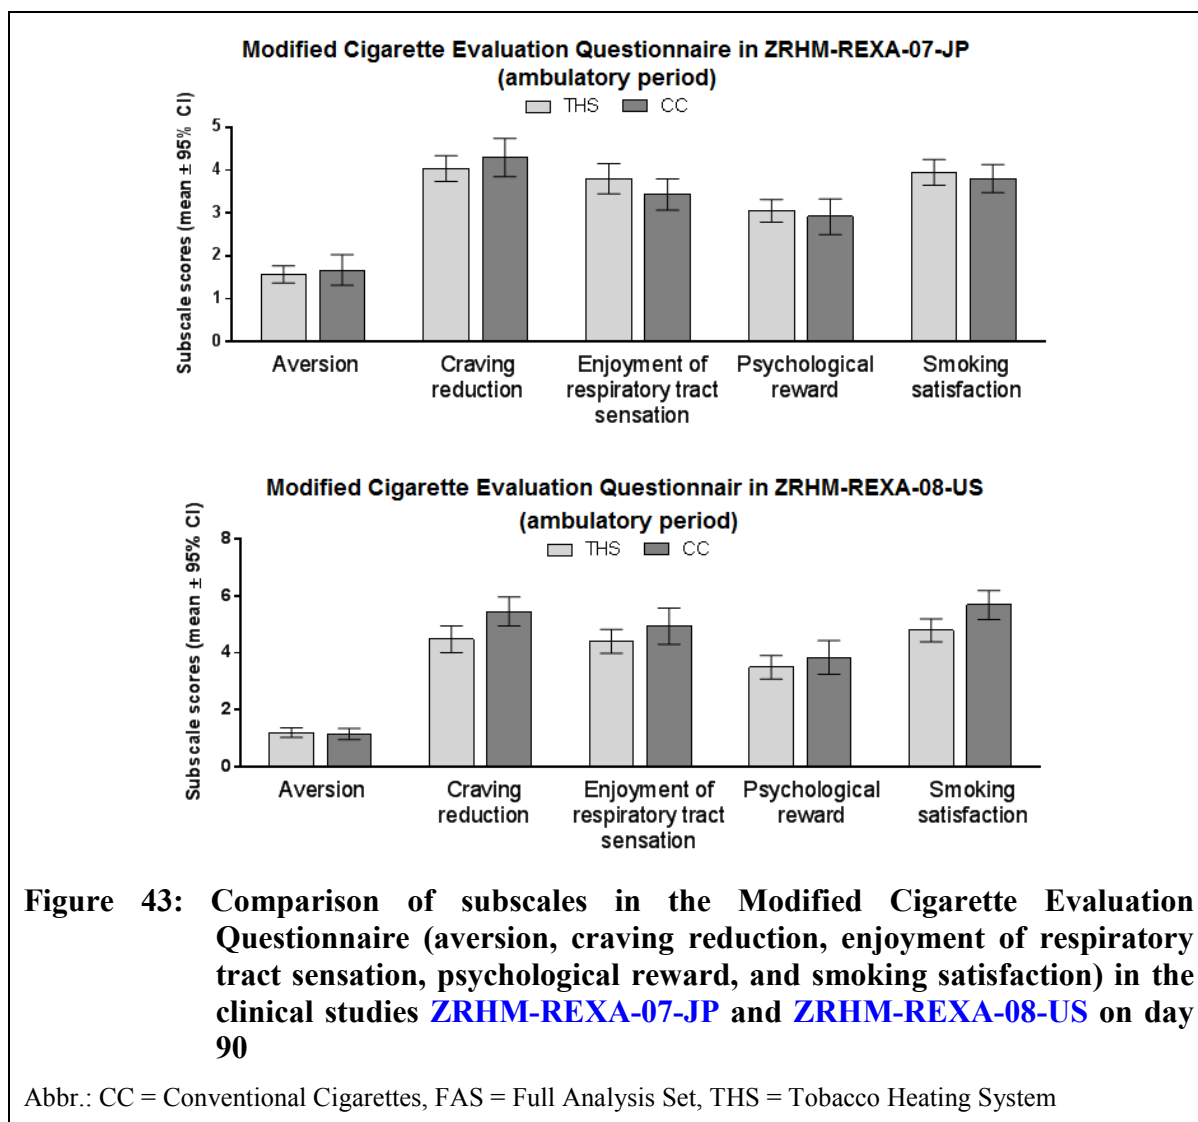 Modified Cigarette Evaluation Questionnaire in ZRHM-REXA-07-JP
(ambulatory period)
THS CC
Subscale scores (mean ± 95% CI)
5
4
3
2
1
0
Aversion Craving Enjoyment of Psychological Smoking
reduction respiratory tract reward satisfaction
sensation
Modified Cigarette Evaluation Questionnair in ZRHM-REXA-08-US
(ambulatory period)
THS CC
Subscale scores (mean ± 95% CI)
8
6
4
2
0
Aversion Craving Enjoyment of Psychological Smoking
reduction respiratory tract reward satisfaction
sensation
Figure 43: Comparison of subscales in the Modified Cigarette Evaluation
Questionnaire (aversion, craving reduction, enjoyment of respiratory
tract sensation, psychological reward, and smoking satisfaction) in the
clinical studies ZRHM-REXA-07-JP and ZRHM-REXA-08-US on day
90
Abbr.: CC = Conventional Cigarettes, FAS = Full Analysis Set, THS = Tobacco Heating System